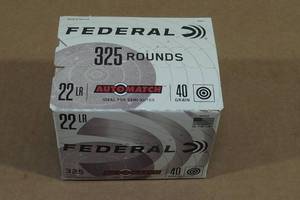 FEDERAL
325 ROUNDS
22 LR
AUTOMATCH
IDEAL FOR SEMI-AUTOS
40
GRAIN
22 LR
FEDERAL
325
40